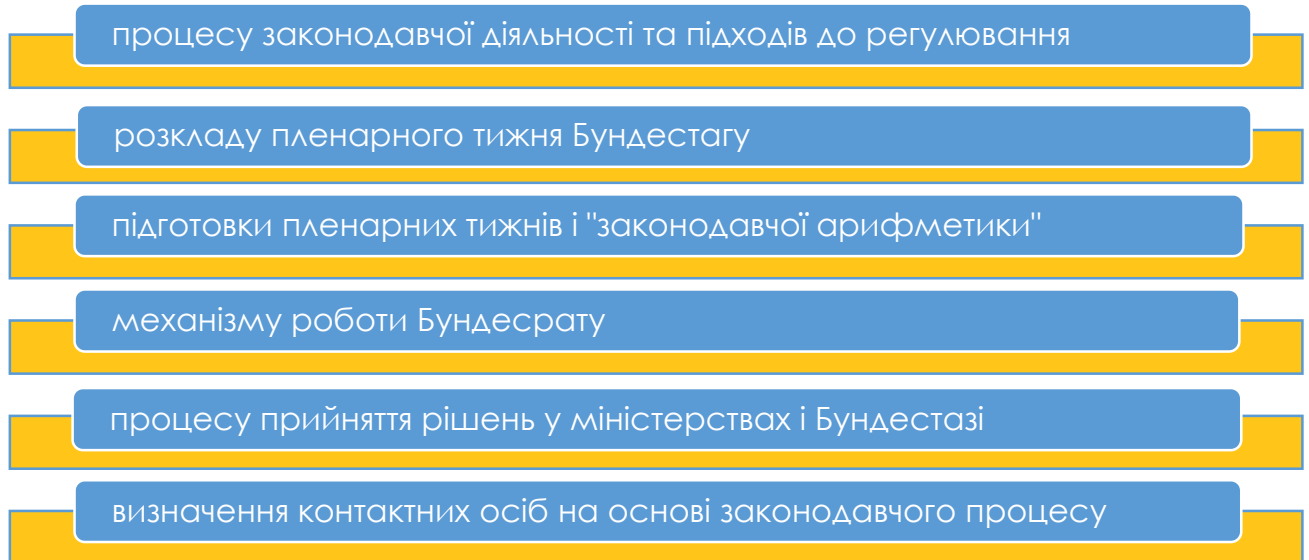 процесу законодавчої діяльності та підходів до регулювання
розкладу пленарного тижня Бундестагу
підготовки пленарних тижнів і "законодавчої арифметики"
механізму роботи Бундесрату
процесу прийняття рішень у міністерствах і Бундестазі
визначення контактних осіб на основі законодавчого процесу